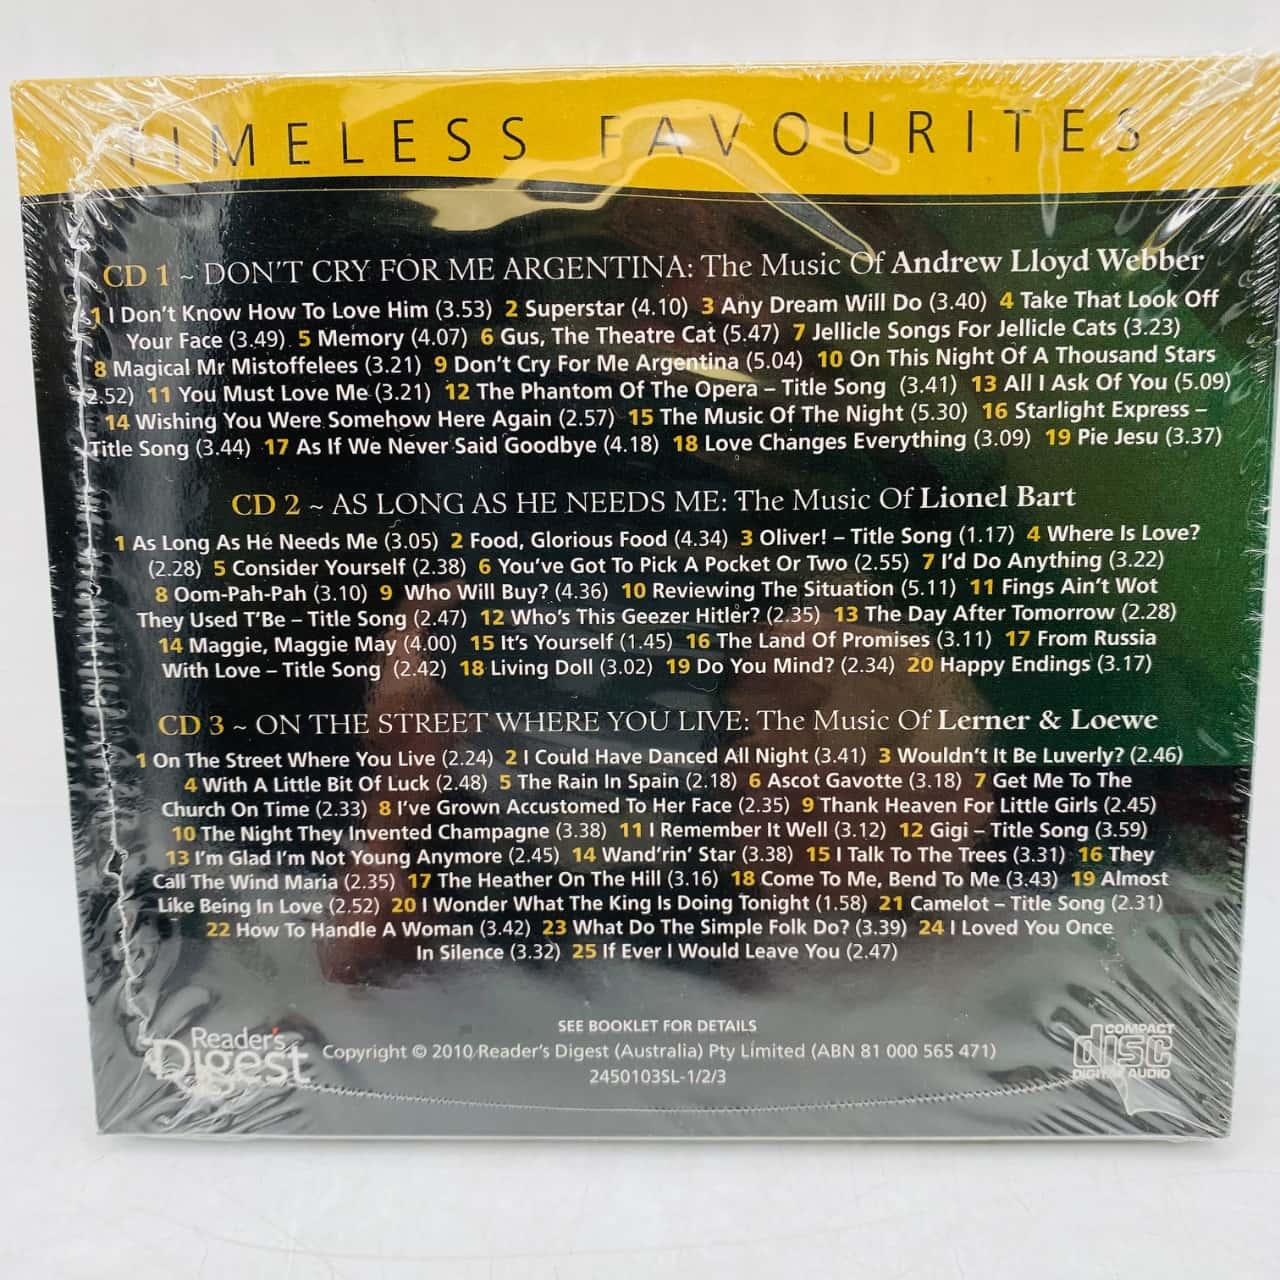 TIMELESS FAVOURITES
CD 1 ~ DON'T CRY FOR ME ARGENTINA: The Music Of Andrew Lloyd Webber
1 I Don't Know How To Love Him (3.53) 2 Superstar (4.10) 3 Any Dream Will Do (3.40) 4 Take That Look Off
Your Face (3.49) 5 Memory (4.07) 6 Gus, The Theatre Cat (5.47) 7 Jellicle Songs For Jellicle Cats (3.23)
8 Magical Mr Mistoffelees (3.21) 9 Don't Cry For Me Argentina (5.04) 10 On This Night Of A Thousand Stars
(2.52) 11 You Must Love Me (3.21) 12 The Phantom Of The Opera – Title Song (3.41) 13 All I Ask Of You (5.09)
14 Wishing You Were Somehow Here Again (2.57) 15 The Music Of The Night (5.30) 16 Starlight Express –
Title Song (3.44) 17 As If We Never Said Goodbye (4.18) 18 Love Changes Everything (3.09) 19 Pie Jesu (3.37)
CD 2 ~ AS LONG AS HE NEEDS ME: The Music Of Lionel Bart
1 As Long As He Needs Me (3.05) 2 Food, Glorious Food (4.34) 3 Oliver! – Title Song (1.17) 4 Where Is Love?
(2.28) 5 Consider Yourself (2.38) 6 You've Got To Pick A Pocket Or Two (2.55) 7 I'd Do Anything (3.22)
8 Oom-Pah-Pah (3.10) 9 Who Will Buy? (4.36) 10 Reviewing The Situation (5.11) 11 Fings Ain't Wot
They Used T'Be – Title Song (2.47) 12 Who's This Geezer Hitler? (2.35) 13 The Day After Tomorrow (2.28)
14 Maggie, Maggie May (4.00) 15 It's Yourself (1.45) 16 The Land Of Promises (3.11) 17 From Russia
With Love – Title Song (2.42) 18 Living Doll (3.02) 19 Do You Mind? (2.34) 20 Happy Endings (3.17)
CD 3 ~ ON THE STREET WHERE YOU LIVE: The Music Of Lerner & Loewe
1 On The Street Where You Live (2.24) 2 I Could Have Danced All Night (3.41) 3 Wouldn't It Be Luverly? (2.46)
4 With A Little Bit Of Luck (2.48) 5 The Rain In Spain (2.18) 6 Ascot Gavotte (3.18) 7 Get Me To The
Church On Time (2.33) 8 I've Grown Accustomed To Her Face (2.35) 9 Thank Heaven For Little Girls (2.45)
10 The Night They Invented Champagne (3.38) 11 I Remember It Well (3.12) 12 Gigi – Title Song (3.59)
13 I'm Glad I'm Not Young Anymore (2.45) 14 Wand'rin' Star (3.38) 15 I Talk To The Trees (3.31) 16 They
Call The Wind Maria (2.35) 17 The Heather On The Hill (3.16) 18 Come To Me, Bend To Me (3.43) 19 Almost
Like Being In Love (2.52) 20 I Wonder What The King Is Doing Tonight (1.58) 21 Camelot – Title Song (2.31)
22 How To Handle A Woman (3.42) 23 What Do The Simple Folk Do? (3.39) 24 I Loved You Once
In Silence (3.32) 25 If Ever I Would Leave You (2.47)
Reader's
Digest
SEE BOOKLET FOR DETAILS
Copyright © 2010 Reader's Digest (Australia) Pty Limited (ABN 81 000 565 471)
2450103SL-1/2/3
COMPACT
disc
DIGITAL AUDIO